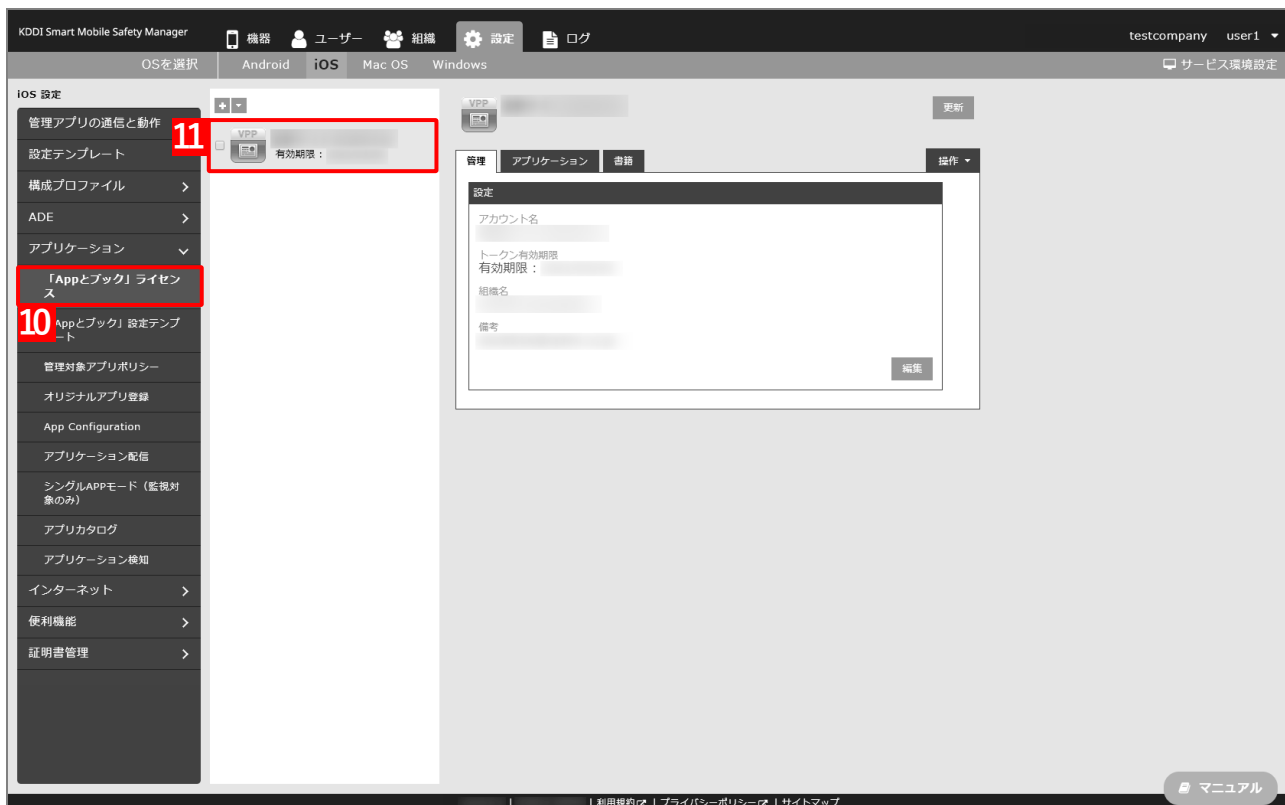 KDDI Smart Mobile Safety Manager
機器 ユーザー 組織 設定 ログ
testcompany user1
OSを選択 Android iOS Mac OS Windows
サービス環境設定
iOS 設定
管理アプリの通信と動作
設定テンプレート
構成プロファイル
ADE
アプリケーション
「Appとブック」ライセン
ス
10
Appとブック」設定テンプ
ート
管理対象アプリポリシー
オリジナルアプリ登録
App Configuration
アプリケーション配信
シングルAPPモード（監視対
象のみ）
アプリカタログ
アプリケーション検知
インターネット
便利機能
証明書管理
11
VPP
有効期限：
VPP
更新
管理 アプリケーション 書籍 操作
設定
アカウント名
トークン有効期限
有効期限：
組織名
備考
編集
マニュアル
| | 利用規約 | プライバシーポリシー | サイトマップ